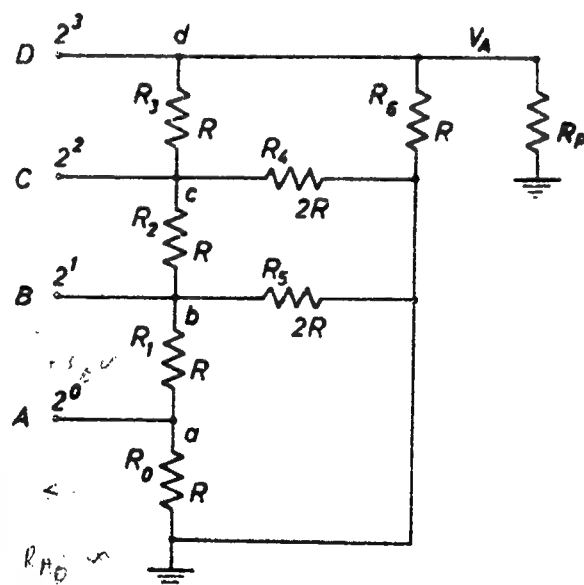 D 2³ d V_A
R₃ R R₆ R R_P
C 2² c R₄ 2R
R₂ R
B 2¹ b R₅ 2R
R₁ R
A 2⁰ a
R₀ R